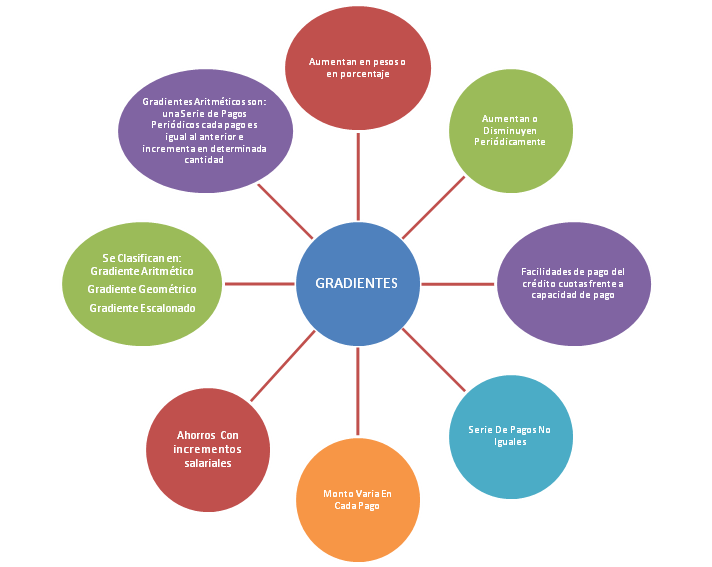 Aumentan en pesos o
en porcentaje
Aumentan o
Disminuyen
Periódicamente
Facilidades de pago del
crédito cuotas frente a
capacidad de pago
Serie De Pagos No
Iguales
Monto Varía En
Cada Pago
Ahorros Con
incrementos
salariales
Se Clasifican en:
Gradiente Aritmético
Gradiente Geométrico
Gradiente Escalonado
Gradientes Aritméticos son:
una Serie de Pagos
Periódicos cada pago es
igual al anterior e
incrementa en determinada
cantidad
GRADIENTES